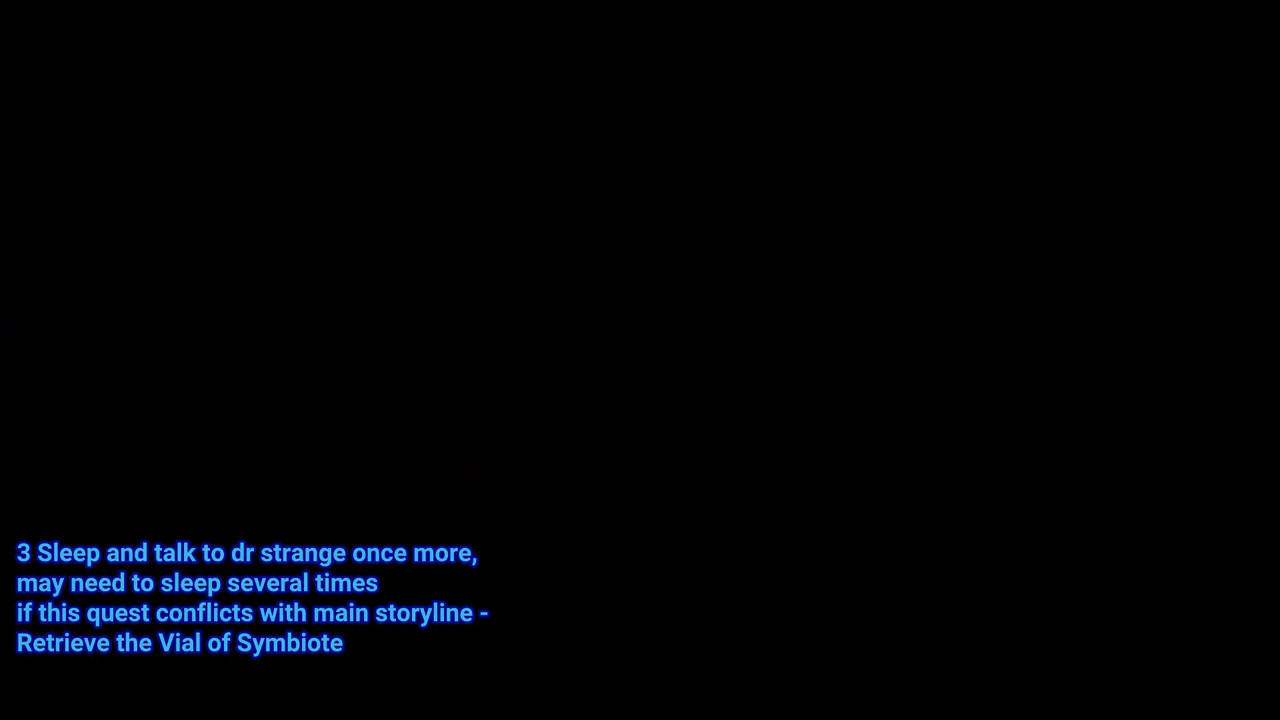 3 Sleep and talk to dr strange once more,
may need to sleep several times
if this quest conflicts with main storyline -
Retrieve the Vial of Symbiote